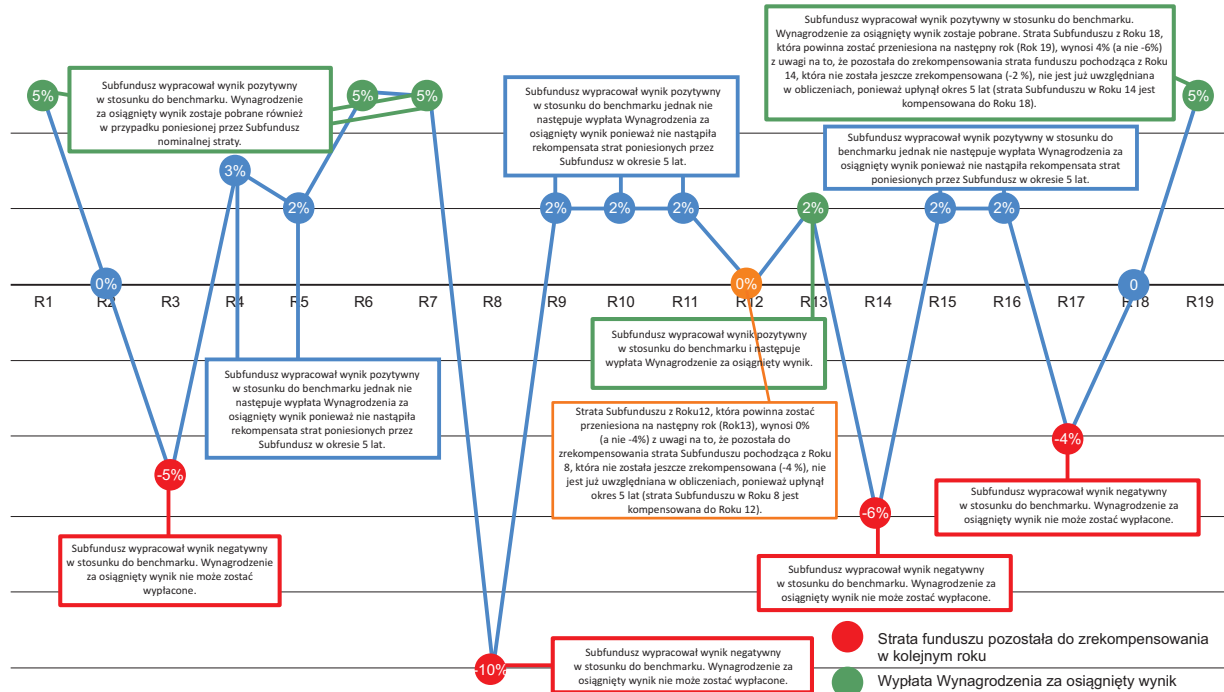 Subfundusz wypracował wynik pozytywny
w stosunku do benchmarku. Wynagrodzenie
za osiągnięty wynik zostaje pobrane również
w przypadku poniesionej przez Subfundusz
nominalnej straty.
Subfundusz wypracował wynik pozytywny
w stosunku do benchmarku jednak nie
następuje wypłata Wynagrodzenia za
osiągnięty wynik ponieważ nie nastąpiła
rekompensata strat poniesionych przez
Subfundusz w okresie 5 lat.
Subfundusz wypracował wynik pozytywny w stosunku do benchmarku.
Wynagrodzenie za osiągnięty wynik zostaje pobrane. Strata Subfunduszu z Roku 18,
która powinna zostać przeniesiona na następny rok (Rok 19), wynosi 4% (a nie -6%)
z uwagi na to, że pozostała do zrekompensowania strata funduszu pochodząca z Roku
14, która nie została jeszcze zrekompensowana (-2 %), nie jest już uwzględniana
w obliczeniach, ponieważ upłynął okres 5 lat (strata Subfunduszu w Roku 14 jest
kompensowana do Roku 18).
Subfundusz wypracował wynik pozytywny w stosunku do
benchmarku jednak nie następuje wypłata Wynagrodzenia za
osiągnięty wynik ponieważ nie nastąpiła rekompensata strat
poniesionych przez Subfundusz w okresie 5 lat.
5%
5%
5%
5%
3%
2%
2%
2%
2%
2%
2%
2%
0%
0%
0
R1
R2
R3
R4
R5
R6
R7
R8
R9
R10
R11
R12
R13
R14
R15
R16
R17
R18
R19
Subfundusz wypracował wynik pozytywny
w stosunku do benchmarku jednak nie
następuje wypłata Wynagrodzenia za
osiągnięty wynik ponieważ nie nastąpiła
rekompensata strat poniesionych przez
Subfundusz w okresie 5 lat.
Subfundusz wypracował wynik pozytywny
w stosunku do benchmarku i następuje
wypłata Wynagrodzenie za osiągnięty wynik.
Strata Subfunduszu z Roku12, która powinna zostać
przeniesiona na następny rok (Rok13), wynosi 0%
(a nie -4%) z uwagi na to, że pozostała do
zrekompensowania strata Subfunduszu pochodząca z Roku
8, która nie została jeszcze zrekompensowana (-4 %), nie
jest już uwzględniana w obliczeniach, ponieważ upłynął
okres 5 lat (strata Subfunduszu w Roku 8 jest
kompensowana do Roku 12).
-5%
-4%
-6%
-10%
Subfundusz wypracował wynik negatywny
w stosunku do benchmarku. Wynagrodzenie
za osiągnięty wynik nie może zostać
wypłacone.
Subfundusz wypracował wynik negatywny
w stosunku do benchmarku. Wynagrodzenie za
osiągnięty wynik nie może zostać wypłacone.
Subfundusz wypracował wynik negatywny
w stosunku do benchmarku. Wynagrodzenie za
osiągnięty wynik nie może zostać wypłacone.
Subfundusz wypracował wynik negatywny
w stosunku do benchmarku. Wynagrodzenie za
osiągnięty wynik nie może zostać wypłacone.
Strata funduszu pozostała do zrekompensowania
w kolejnym roku
Wypłata Wynagrodzenia za osiągnięty wynik